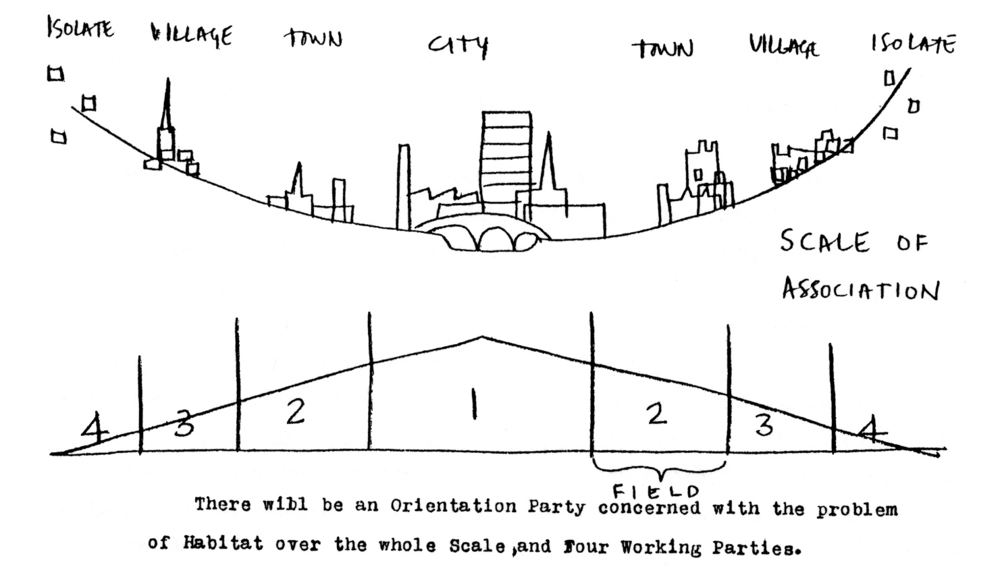 ISOLATE VILLAGE TOWN CITY TOWN VILLAGE ISOLATE
SCALE OF
ASSOCIATION
4 3 2 1 2 3 4
FIELD
There will be an Orientation Party concerned with the problem
of Habitat over the whole Scale,and Four Working Parties.